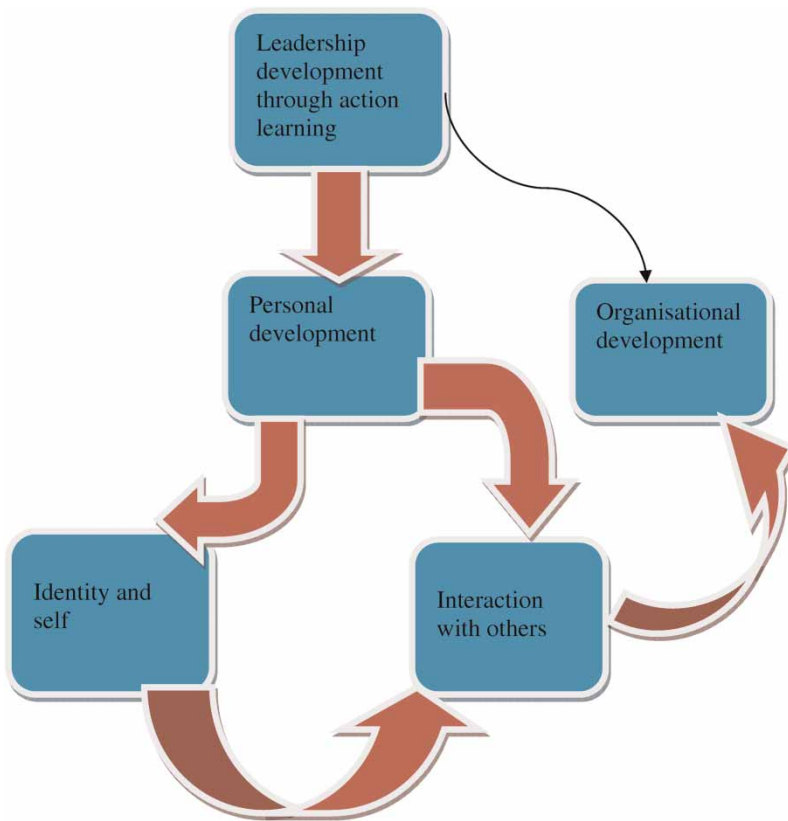 Leadership
development
through action
learning
Personal
development
Organisational
development
Identity and
self
Interaction
with others